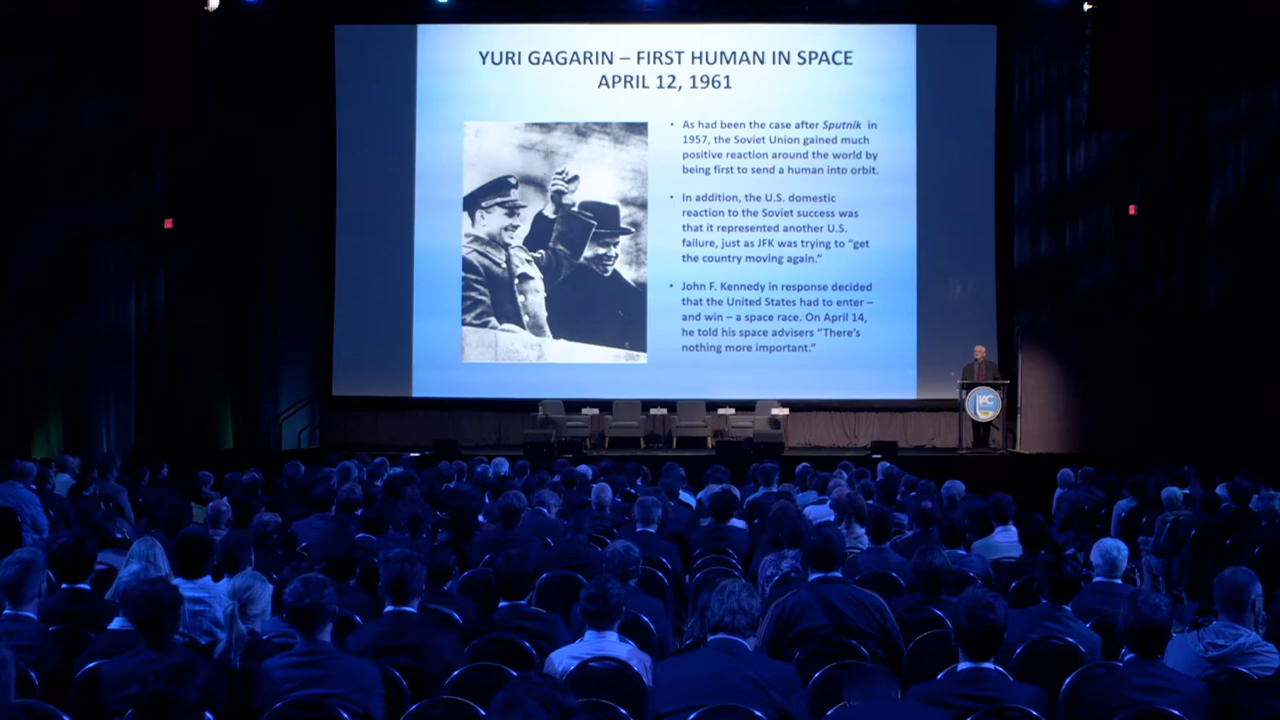 YURI GAGARIN – FIRST HUMAN IN SPACE
APRIL 12, 1961
• As had been the case after Sputnik in
1957, the Soviet Union gained much
positive reaction around the world by
being first to send a human into orbit.
• In addition, the U.S. domestic
reaction to the Soviet success was
that it represented another U.S.
failure, just as JFK was trying to “get
the country moving again.”
• John F. Kennedy in response decided
that the United States had to enter –
and win – a space race. On April 14,
he told his space advisers “There’s
nothing more important.”
IAC